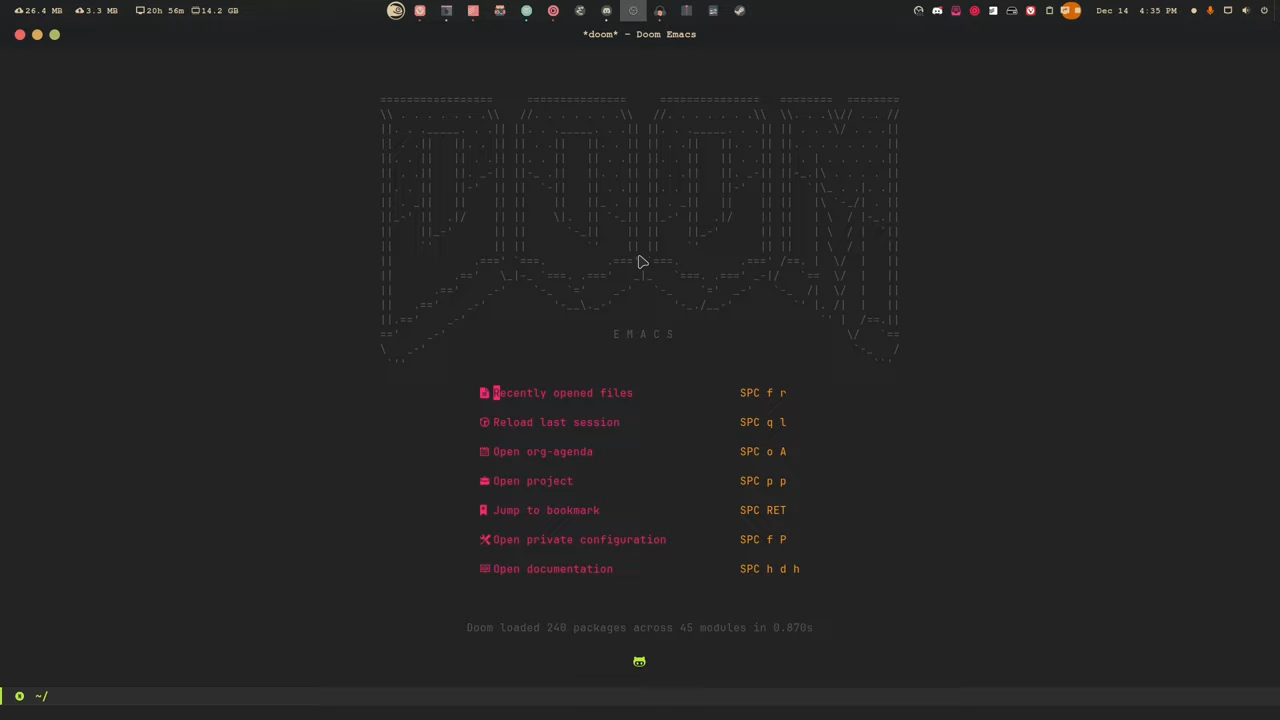 26.4 MB 3.3 MB 20h 56m 14.2 GB Dec 14 4:35 PM
*doom* – Doom Emacs
E M A C S
Recently opened files SPC f r
Reload last session SPC q l
Open org-agenda SPC o A
Open project SPC p p
Jump to bookmark SPC RET
Open private configuration SPC f P
Open documentation SPC h d h
Doom loaded 240 packages across 45 modules in 0.870s
~/